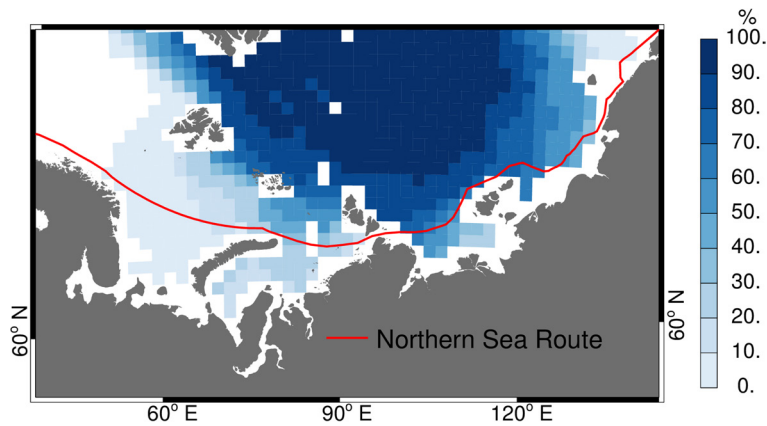 %
100.
90.
80.
70.
60.
50.
40.
30.
20.
10.
0.
60° N
60° N
Northern Sea Route
60° E
90° E
120° E